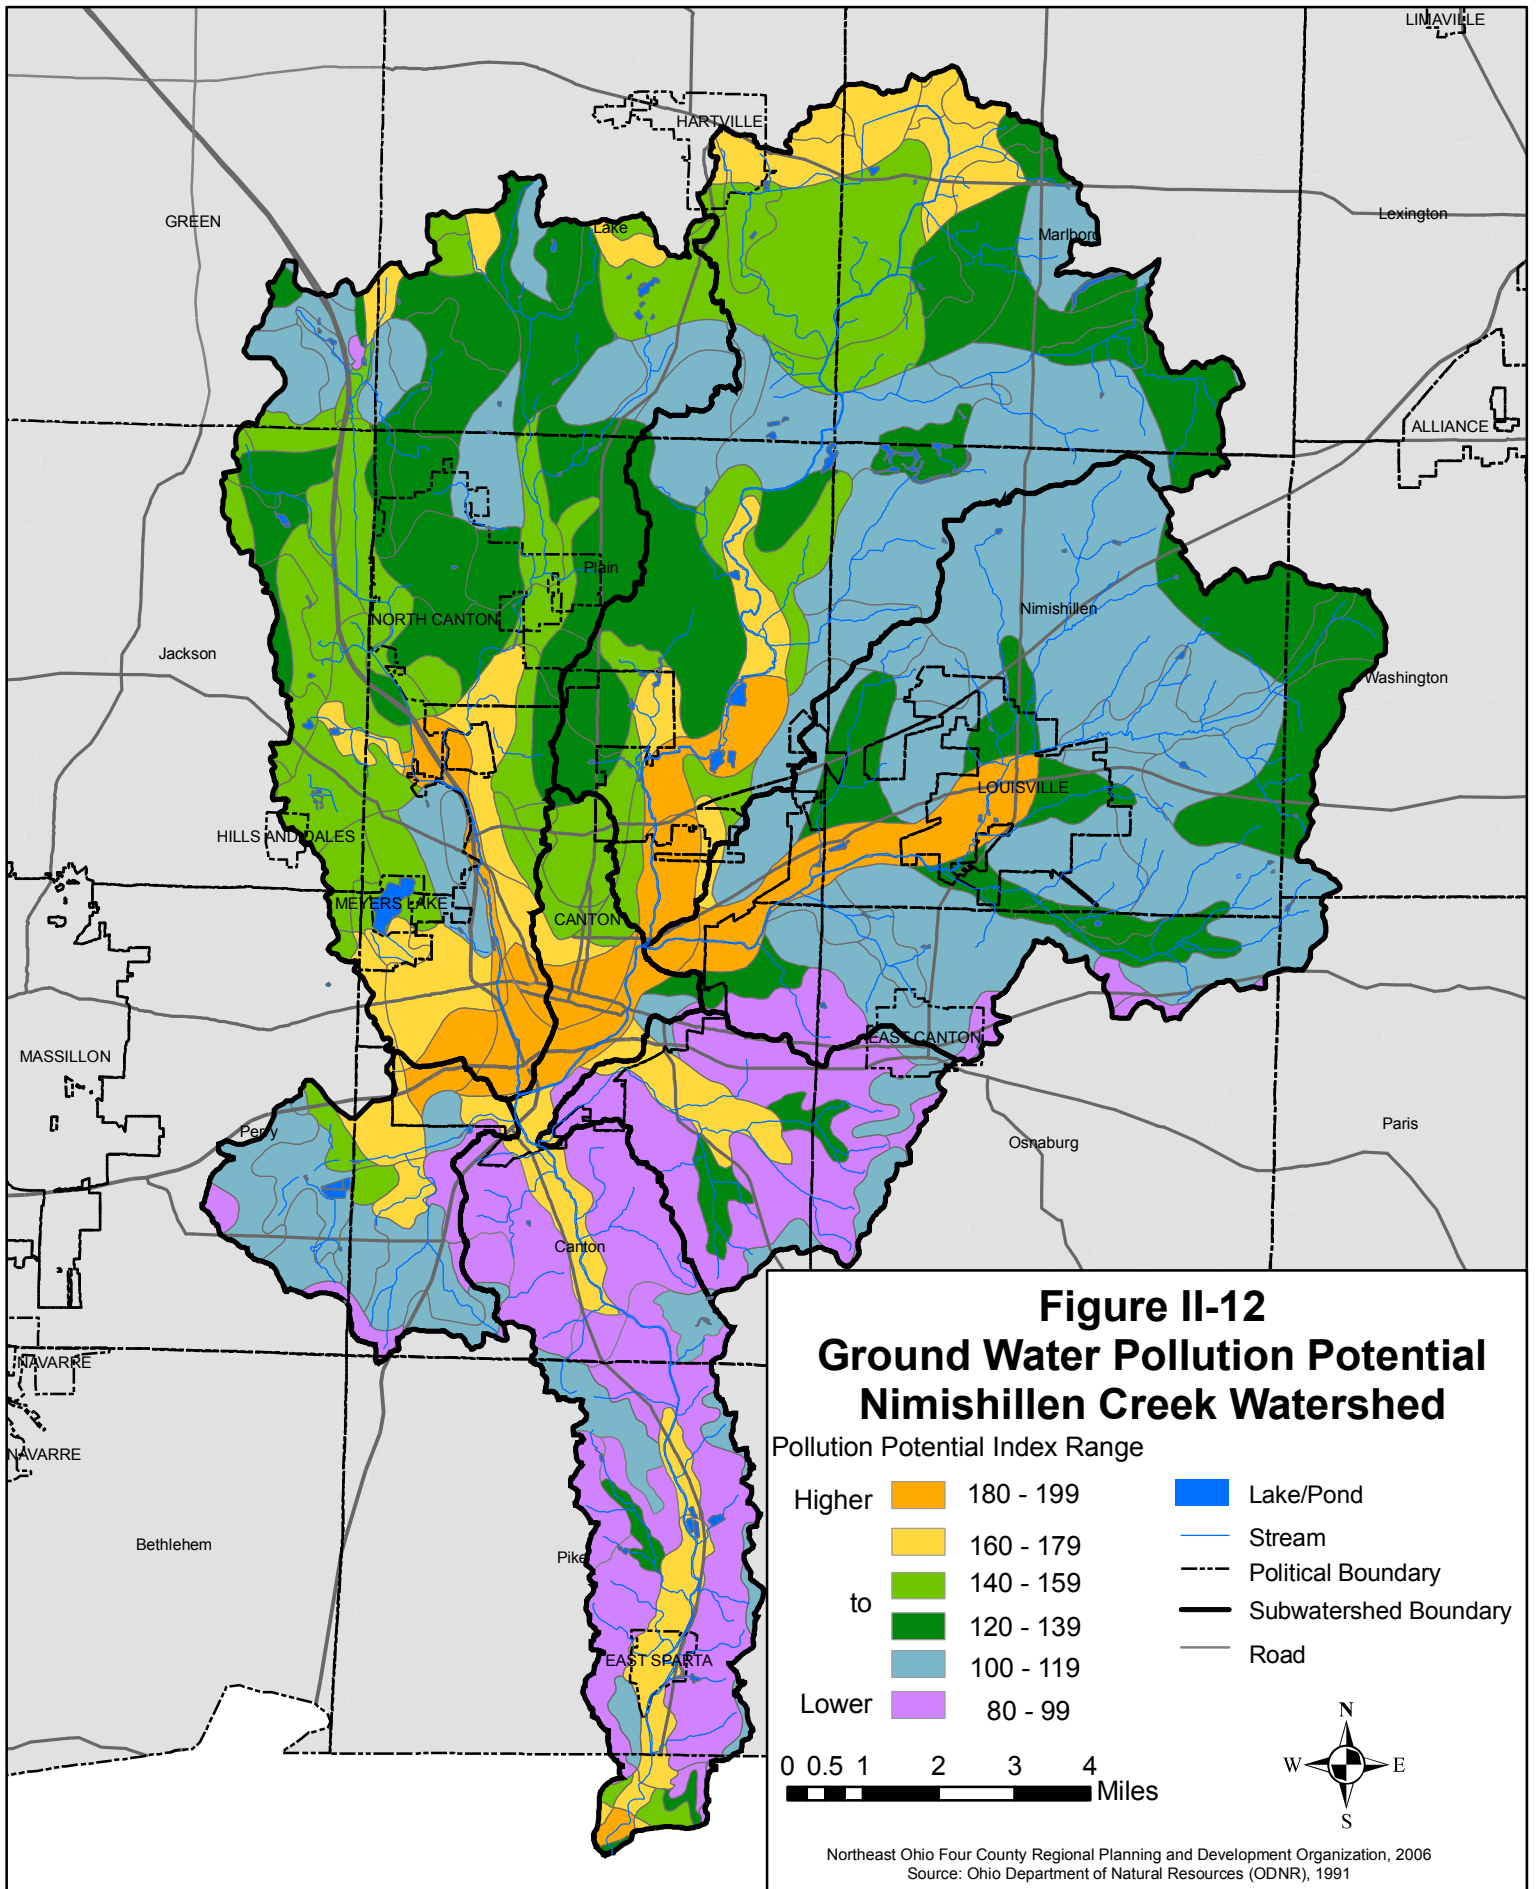 LIMAVILLE
HARTVILLE
GREEN
Lake
Lexington
Marlboro
ALLIANCE
Plain
Nimishillen
NORTH CANTON
Jackson
Washington
LOUISVILLE
HILLS AND DALES
MEYERS LAKE
CANTON
EAST CANTON
MASSILLON
Perry
Osnaburg
Paris
Canton
NAVARRE
NAVARRE
Bethlehem
Pike
EAST SPARTA
Figure II-12
Ground Water Pollution Potential
Nimishillen Creek Watershed
Pollution Potential Index Range
Higher 180 - 199
160 - 179
140 - 159
to
120 - 139
100 - 119
Lower 80 - 99
Lake/Pond
Stream
Political Boundary
Subwatershed Boundary
Road
0 0.5 1 2 3 4
Miles
N
W E
S
Northeast Ohio Four County Regional Planning and Development Organization, 2006
Source: Ohio Department of Natural Resources (ODNR), 1991